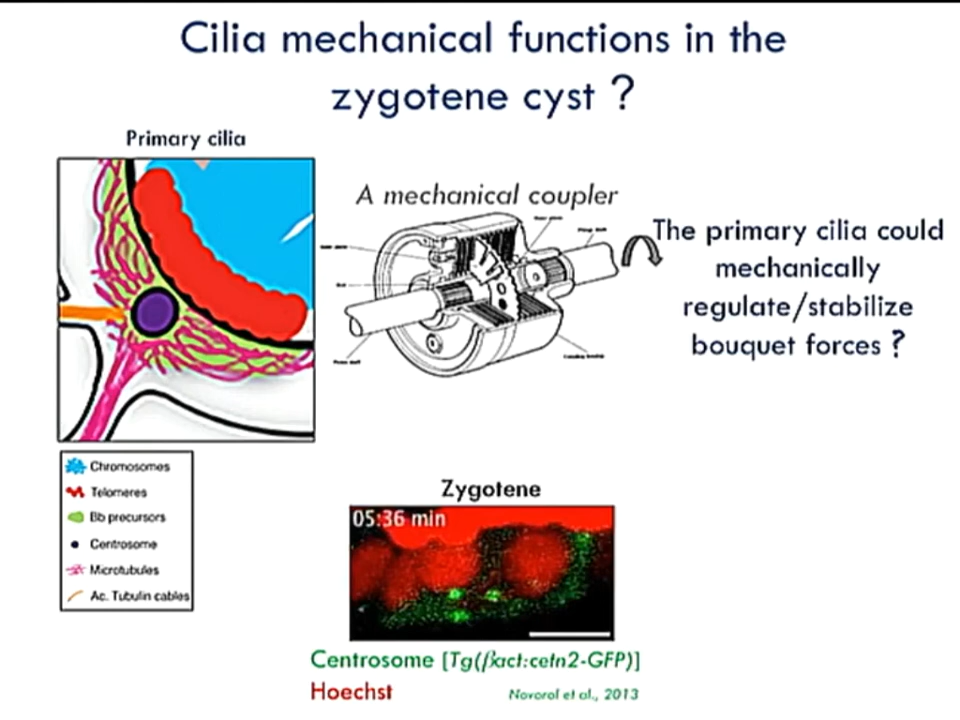 Cilia mechanical functions in the
zygotene cyst ?
Primary cilia
A mechanical coupler
The primary cilia could
mechanically
regulate/stabilize
bouquet forces ?
Chromosomes
Telomeres
Bb precursors
Centrosome
Microtubules
Ac. Tubulin cables
Zygotene
05:36 min
Centrosome [Tg(βact:cetn2-GFP)]
Hoechst
Novorol et al., 2013